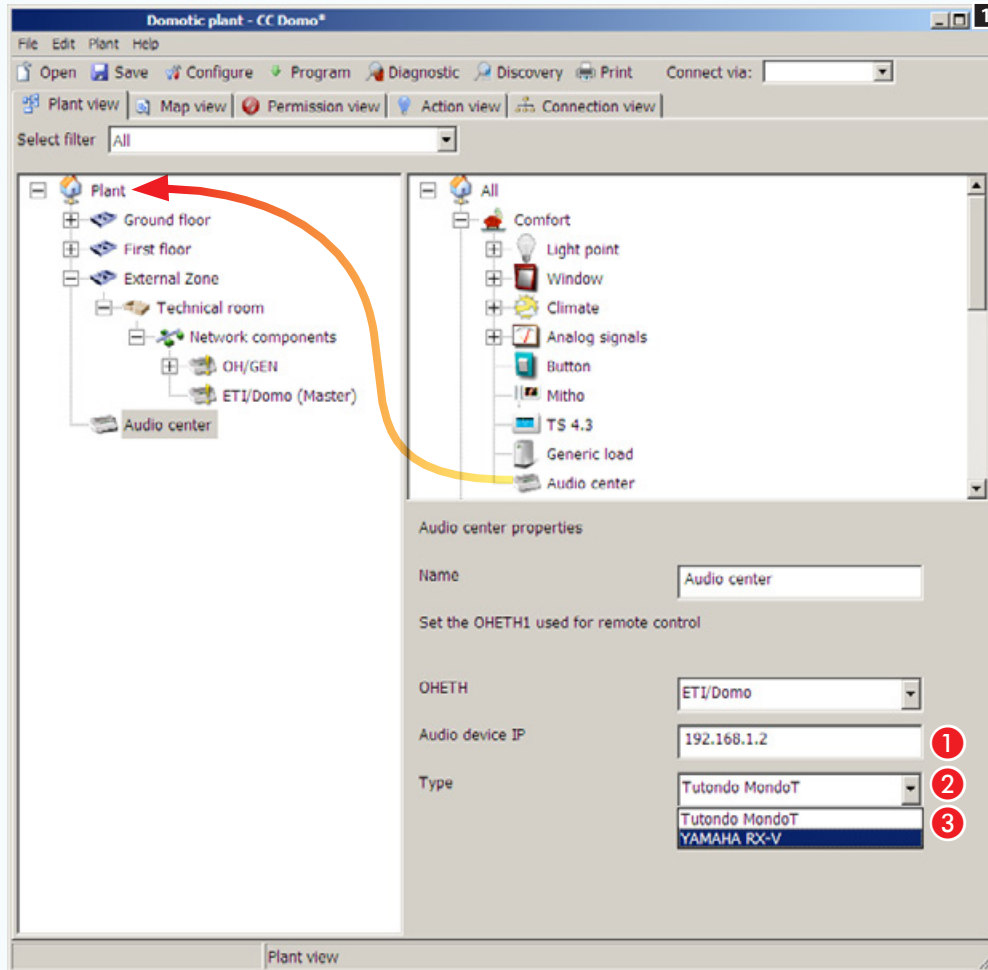 Domotic plant - CC Domo*
1
File Edit Plant Help
Open Save Configure Program Diagnostic Discovery Print Connect via:
Plant view Map view Permission view Action view Connection view
Select filter All
Plant
Ground floor
First floor
External Zone
Technical room
Network components
OH/GEN
ETI/Domo (Master)
Audio center
All
Comfort
Light point
Window
Climate
Analog signals
Button
Mitho
TS 4.3
Generic load
Audio center
Audio center properties
Name Audio center
Set the OHETH1 used for remote control
OHETH ETI/Domo
Audio device IP 192.168.1.2 1
Type Tutondo MondoT 2
Tutondo MondoT 3
YAMAHA RX-V
Plant view